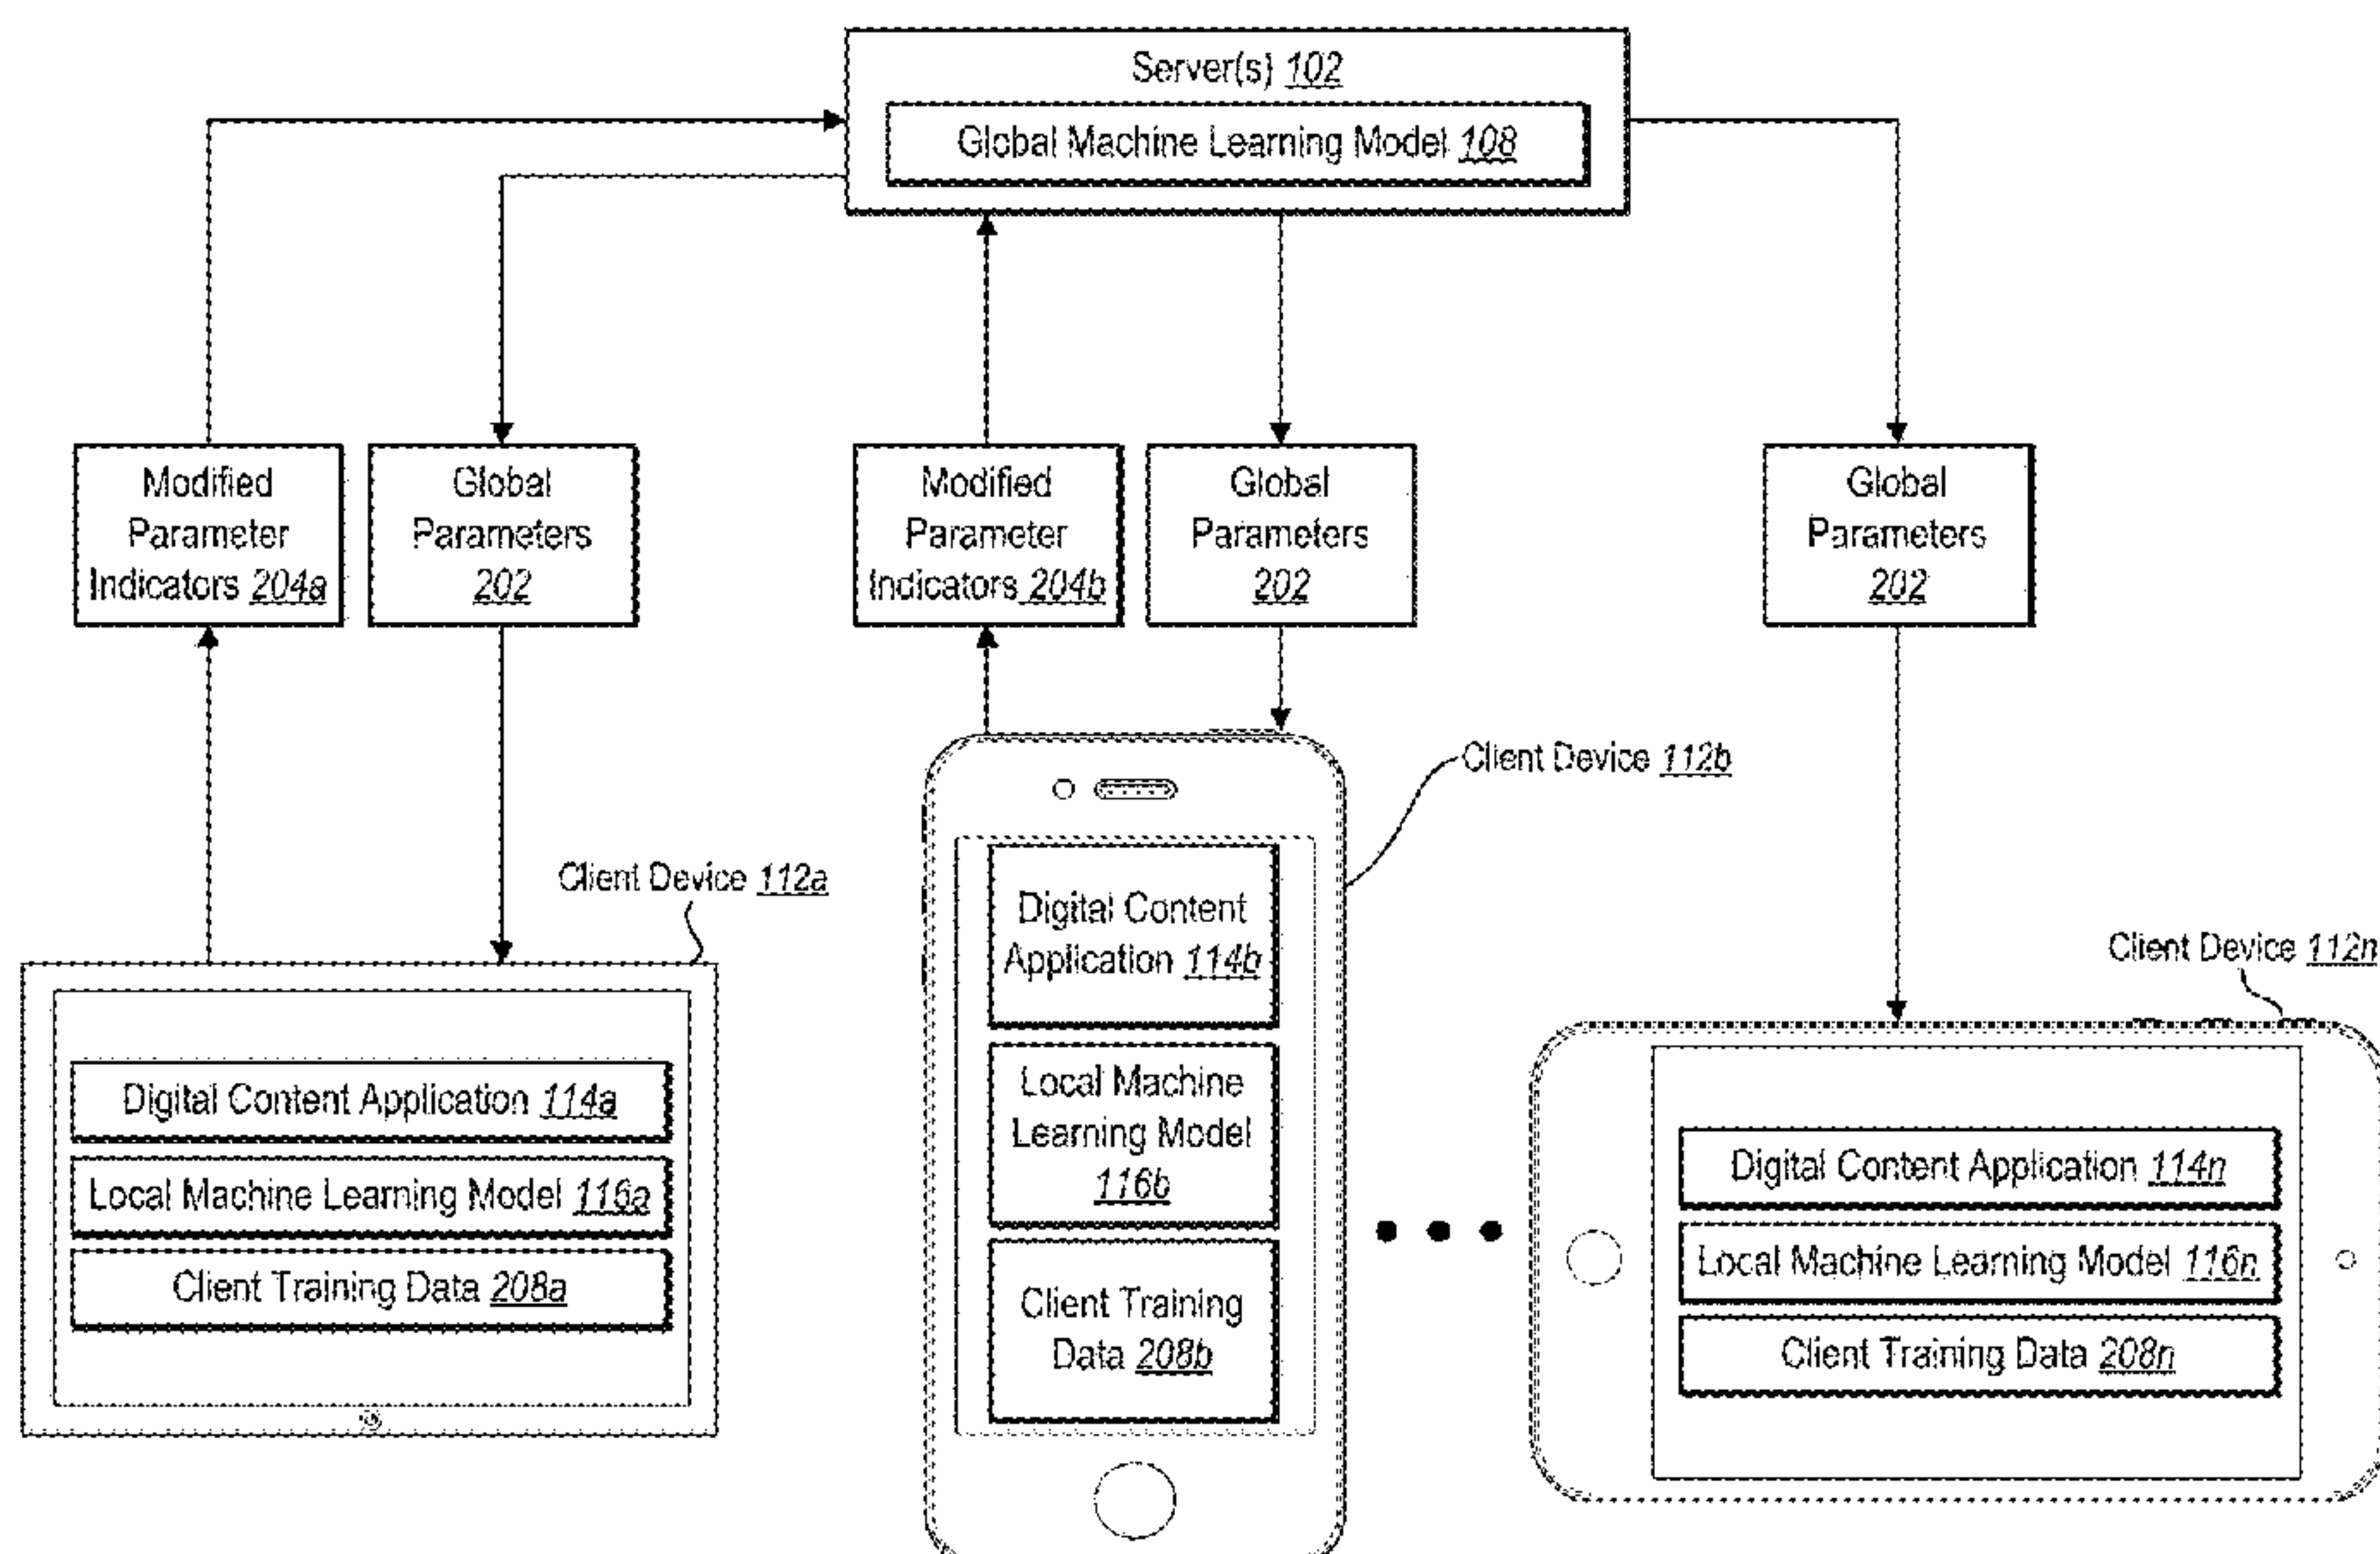 Server(s) 102
Global Machine Learning Model 108
Modified
Parameter
Indicators 204a
Global
Parameters
202
Modified
Parameter
Indicators 204b
Global
Parameters
202
Global
Parameters
202
Client Device 112a
Digital Content Application 114a
Local Machine Learning Model 116a
Client Training Data 208a
Client Device 112b
Digital Content
Application 114b
Local Machine
Learning Model
116b
Client Training
Data 208b
Client Device 112n
Digital Content Application 114n
Local Machine Learning Model 116n
Client Training Data 208n